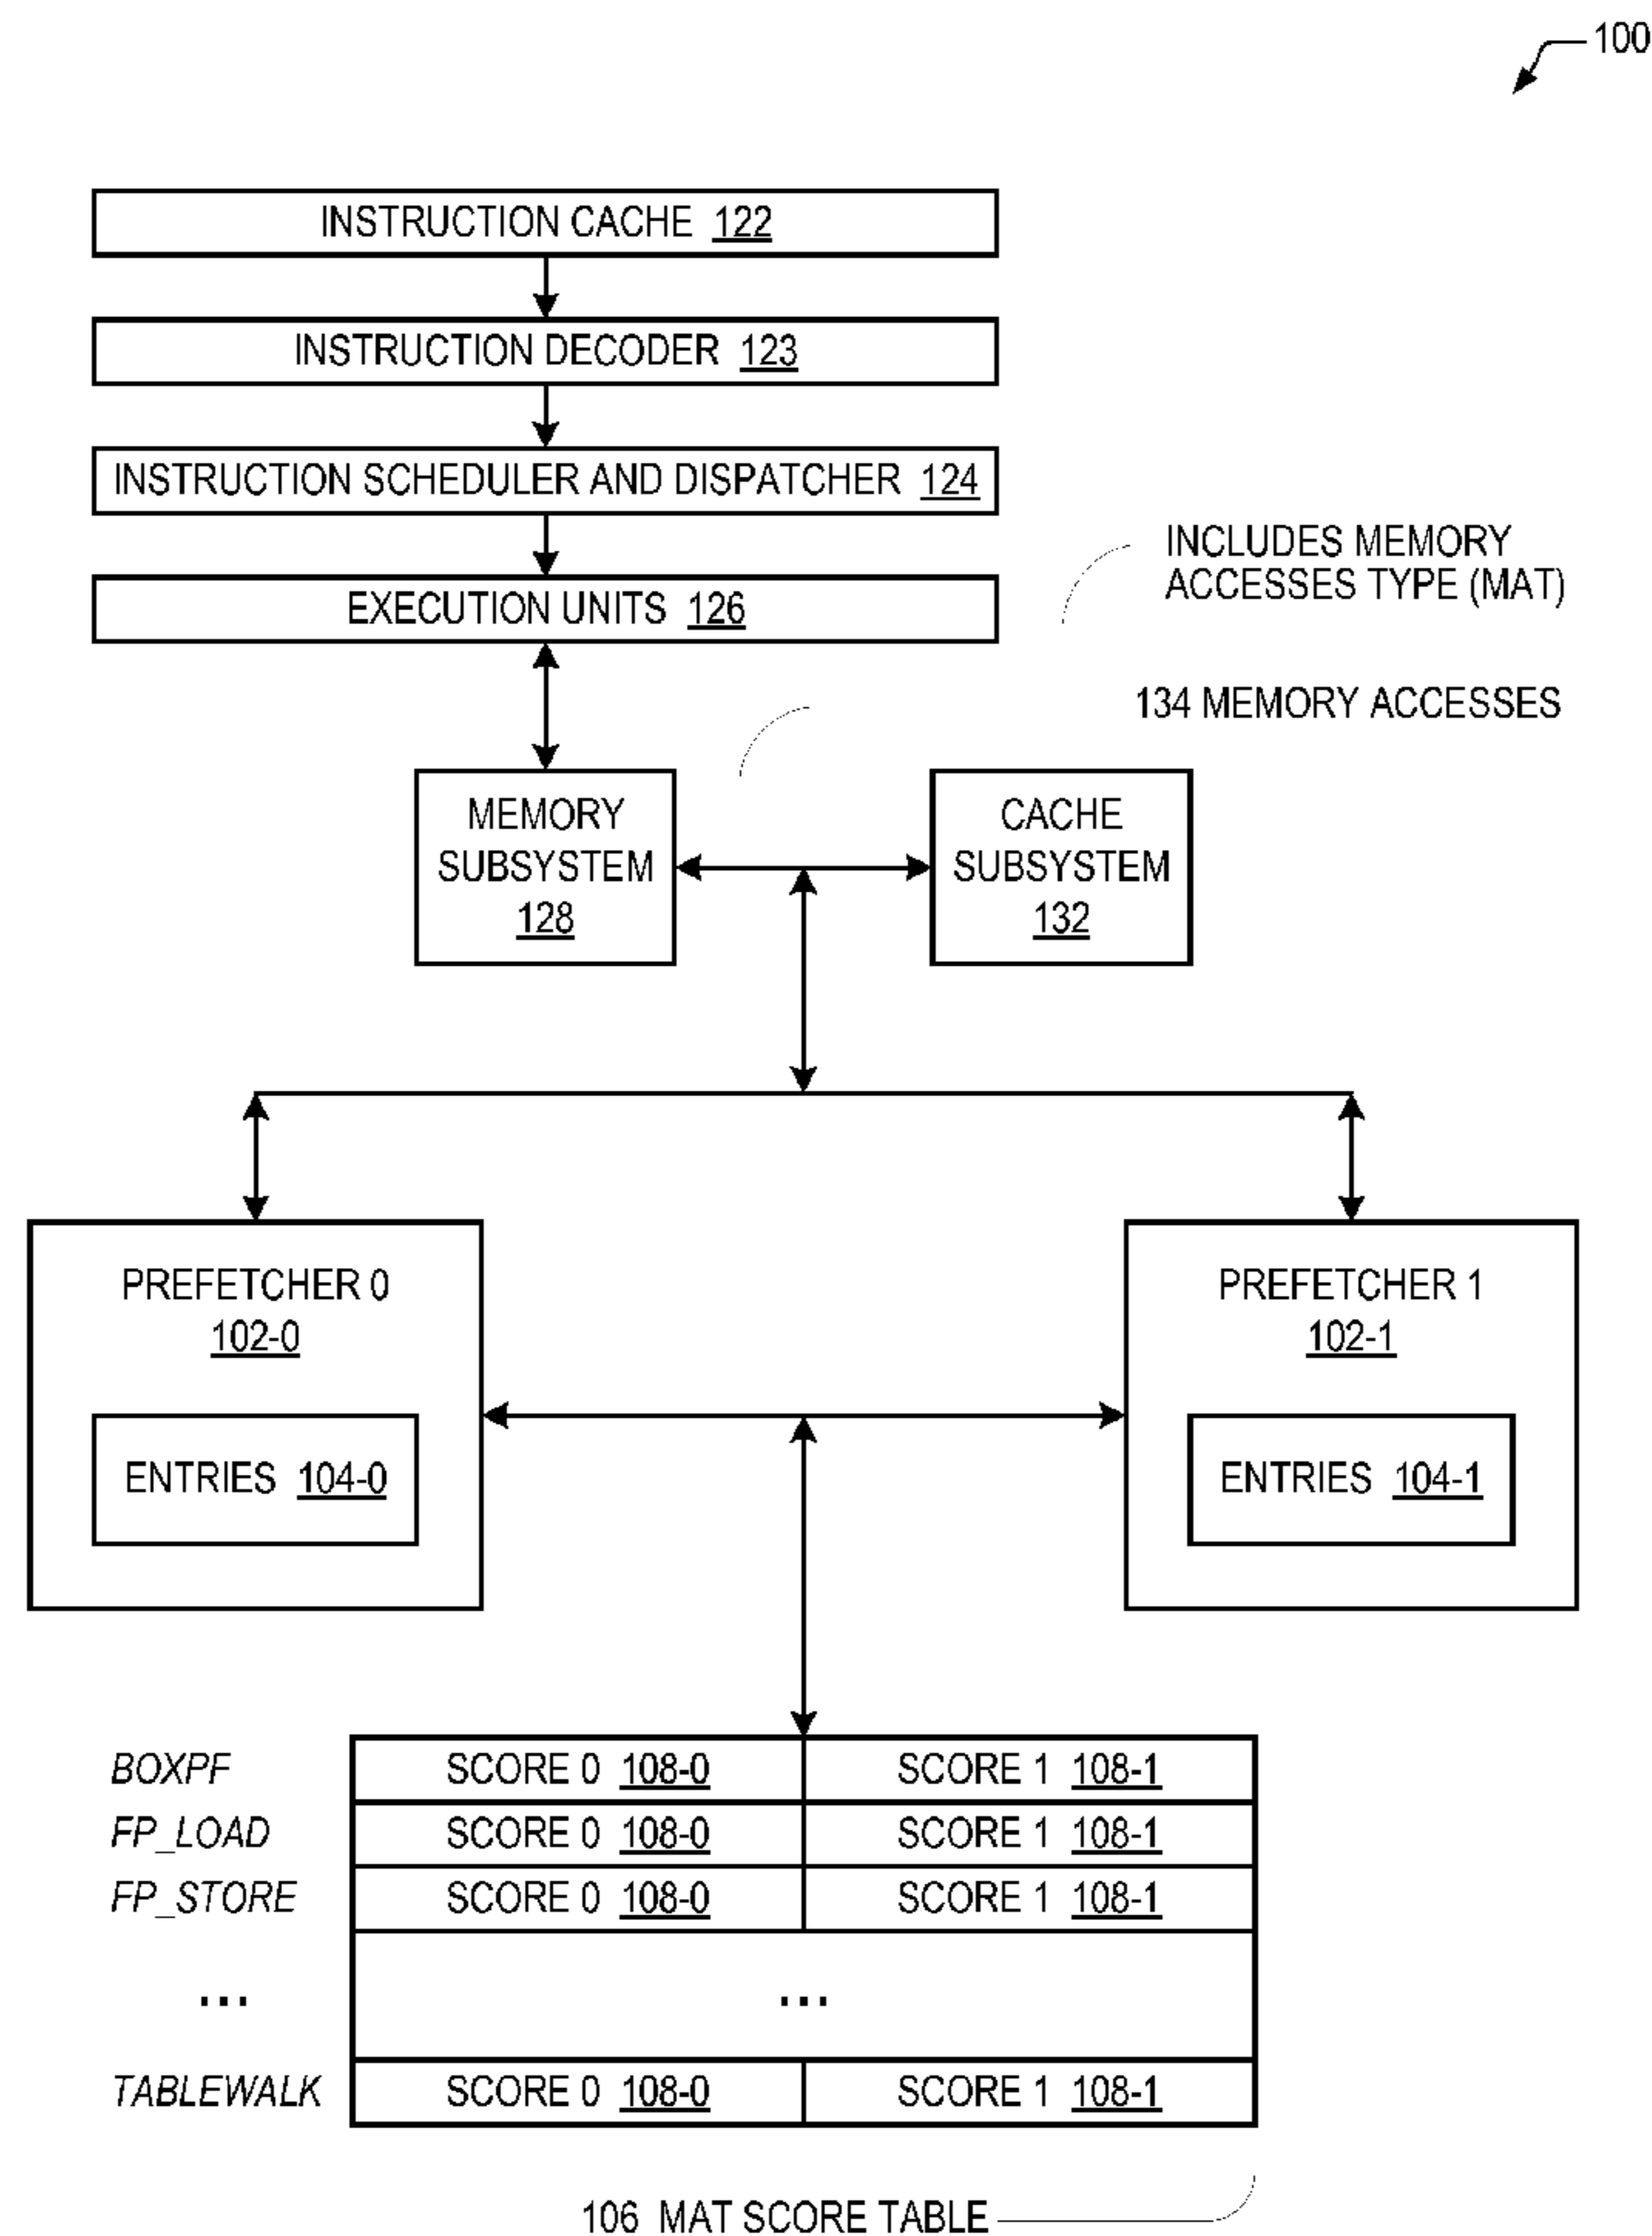 100
INSTRUCTION CACHE 122
INSTRUCTION DECODER 123
INSTRUCTION SCHEDULER AND DISPATCHER 124
EXECUTION UNITS 126
INCLUDES MEMORY
ACCESSES TYPE (MAT)
134 MEMORY ACCESSES
MEMORY
SUBSYSTEM
128
CACHE
SUBSYSTEM
132
PREFETCHER 0
102-0
ENTRIES 104-0
PREFETCHER 1
102-1
ENTRIES 104-1
BOXPF SCORE 0 108-0 SCORE 1 108-1
FP_LOAD SCORE 0 108-0 SCORE 1 108-1
FP_STORE SCORE 0 108-0 SCORE 1 108-1
... ...
TABLEWALK SCORE 0 108-0 SCORE 1 108-1
106 MAT SCORE TABLE